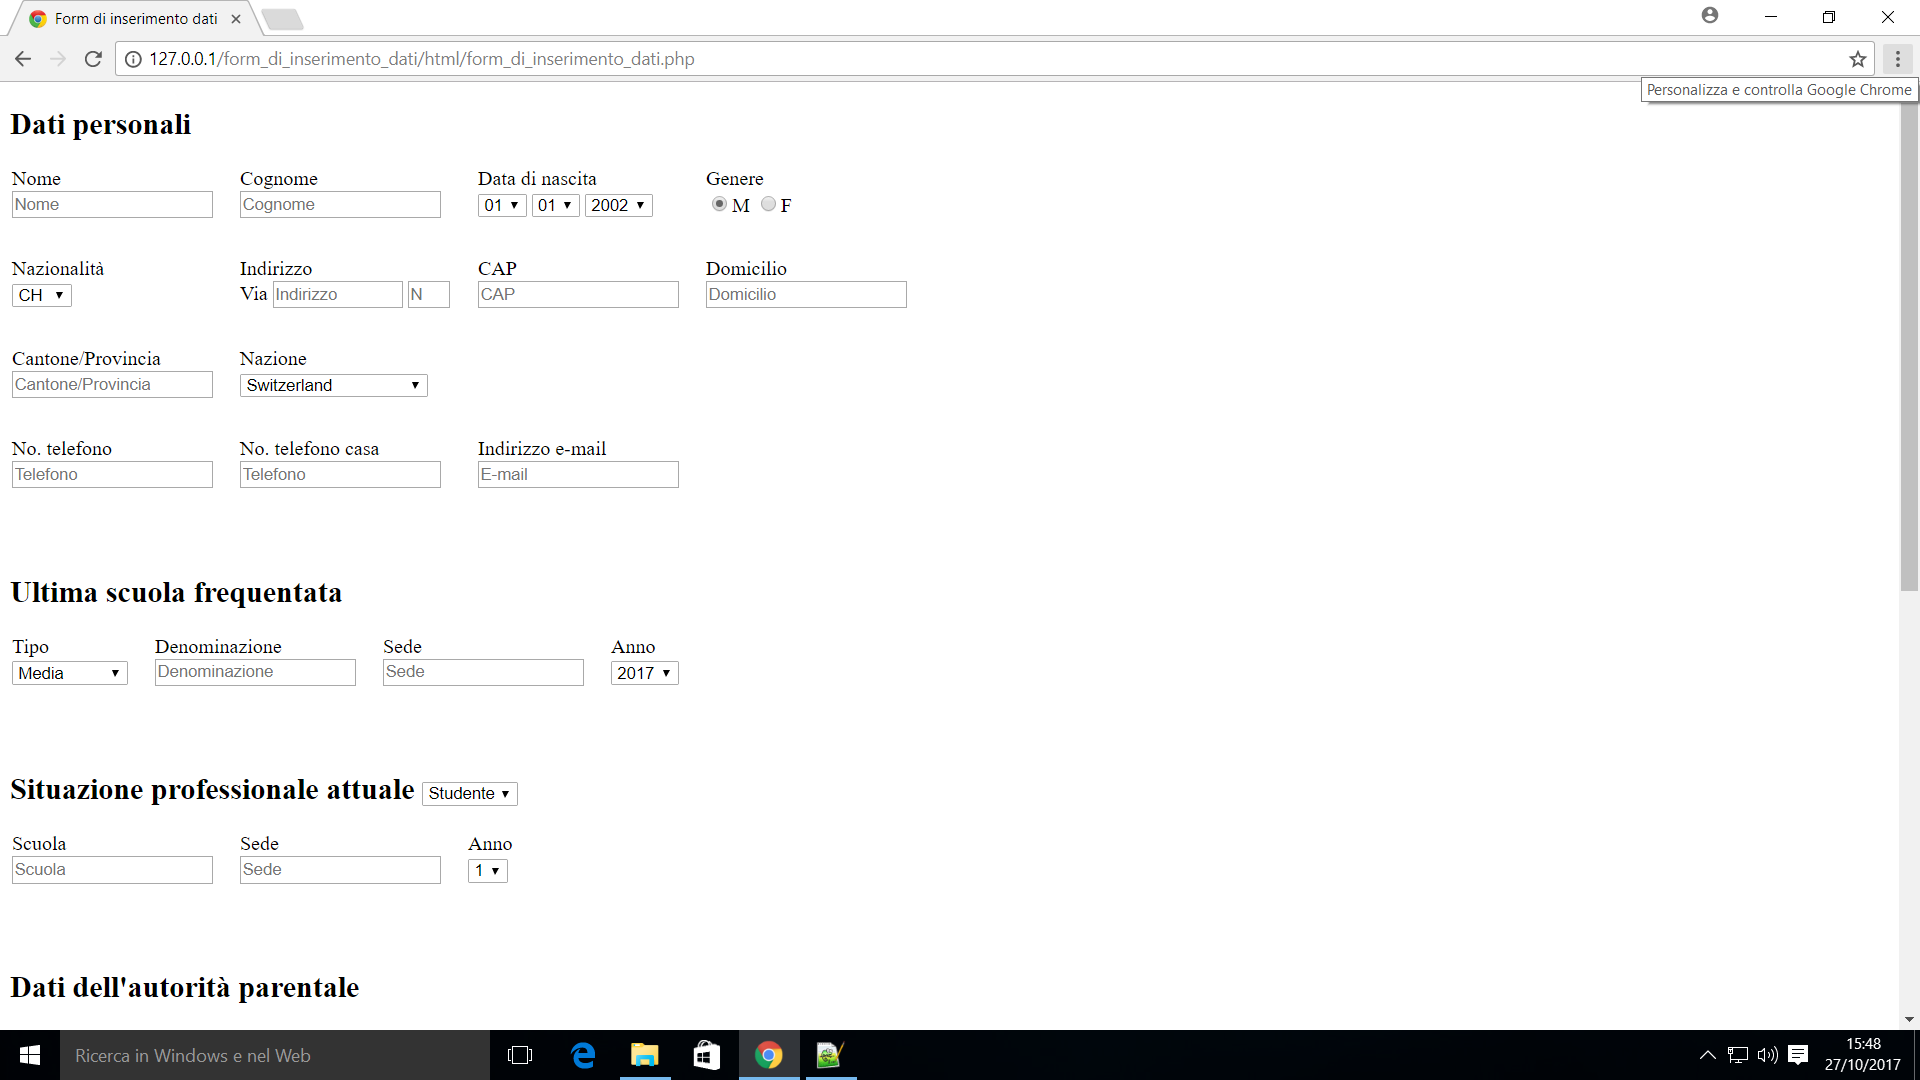 Form di inserimento dati
127.0.0.1/form_di_inserimento_dati/html/form_di_inserimento_dati.php
Personalizza e controlla Google Chrome
Dati personali
Nome Cognome Data di nascita Genere
Nome Cognome 01 01 2002 M F
Nazionalità Indirizzo CAP Domicilio
CH Via Indirizzo N CAP Domicilio
Cantone/Provincia Nazione
Cantone/Provincia Switzerland
No. telefono No. telefono casa Indirizzo e-mail
Telefono Telefono E-mail
Ultima scuola frequentata
Tipo Denominazione Sede Anno
Media Denominazione Sede 2017
Situazione professionale attuale Studente
Scuola Sede Anno
Scuola Sede 1
Dati dell'autorità parentale
Ricerca in Windows e nel Web
15:48
27/10/2017